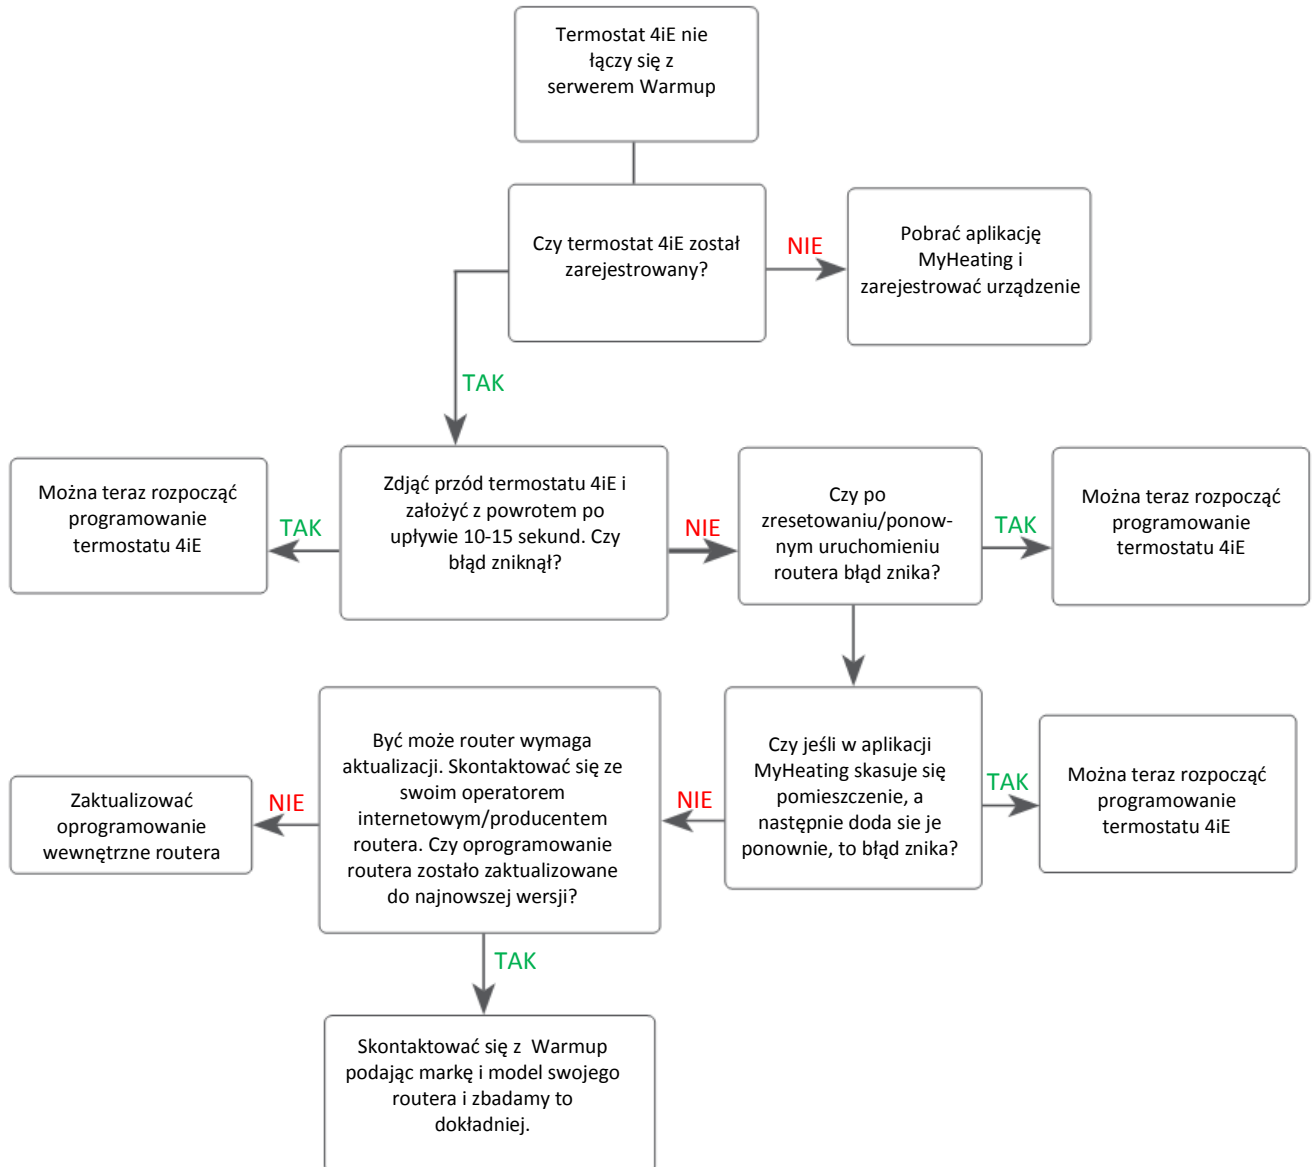 Termostat 4iE nie
łączy się z
serwerem Warmup
Czy termostat 4iE został
zarejestrowany?
NIE
Pobrać aplikację
MyHeating i
zarejestrować urządzenie
TAK
Można teraz rozpocząć
programowanie
termostatu 4iE
TAK
Zdjąć przód termostatu 4iE i
założyć z powrotem po
upływie 10-15 sekund. Czy
błąd zniknął?
NIE
Czy po
zresetowaniu/ponow-
nym uruchomieniu
routera błąd znika?
TAK
Można teraz rozpocząć
programowanie
termostatu 4iE
Zaktualizować
oprogramowanie
wewnętrzne routera
NIE
Być może router wymaga
aktualizacji. Skontaktować się ze
swoim operatorem
internetowym/producentem
routera. Czy oprogramowanie
routera zostało zaktualizowane
do najnowszej wersji?
NIE
Czy jeśli w aplikacji
MyHeating skasuje się
pomieszczenie, a
następnie doda sie je
ponownie, to błąd znika?
TAK
Można teraz rozpocząć
programowanie
termostatu 4iE
TAK
Skontaktować się z  Warmup
podając markę i model swojego
routera i zbadamy to
dokładniej.